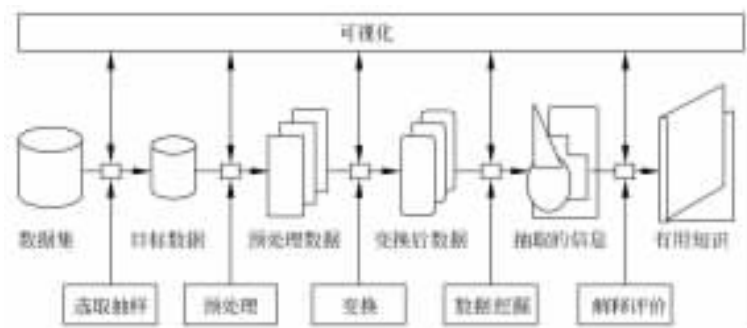 可视化
数据集
目标数据
预处理数据
变换后数据
抽取的信息
有用知识
选取抽样
预处理
变换
数据挖掘
解释评价